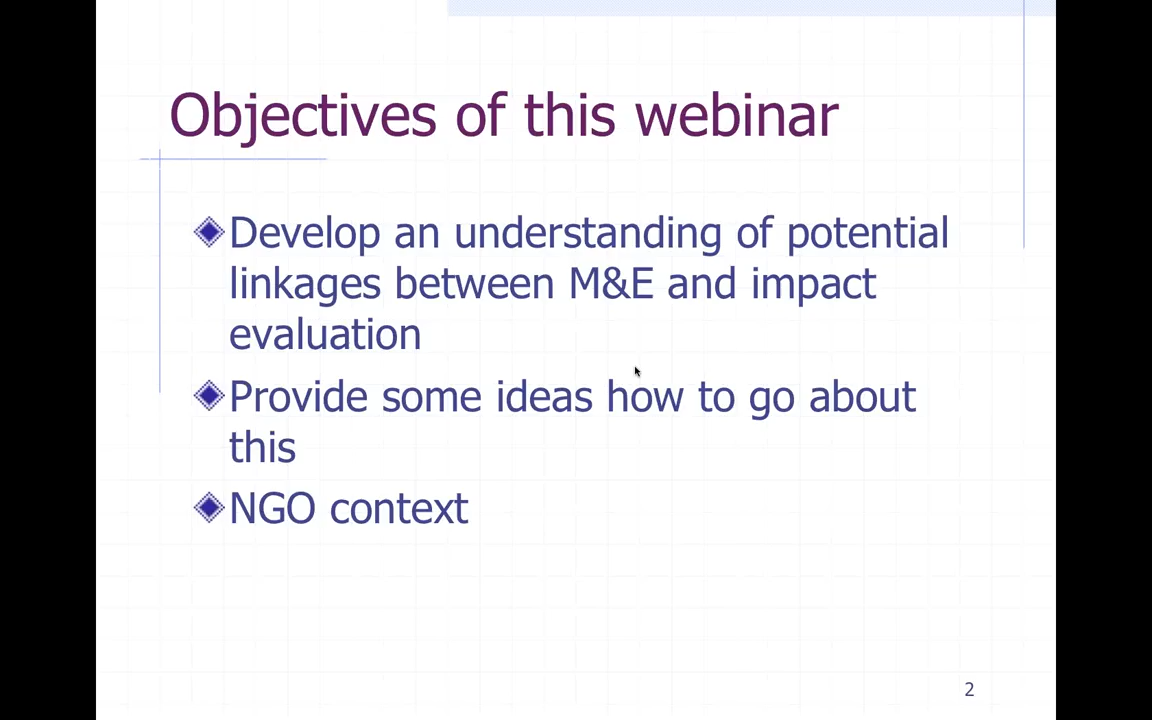 Objectives of this webinar
Develop an understanding of potential
linkages between M&E and impact
evaluation
Provide some ideas how to go about
this
NGO context
2